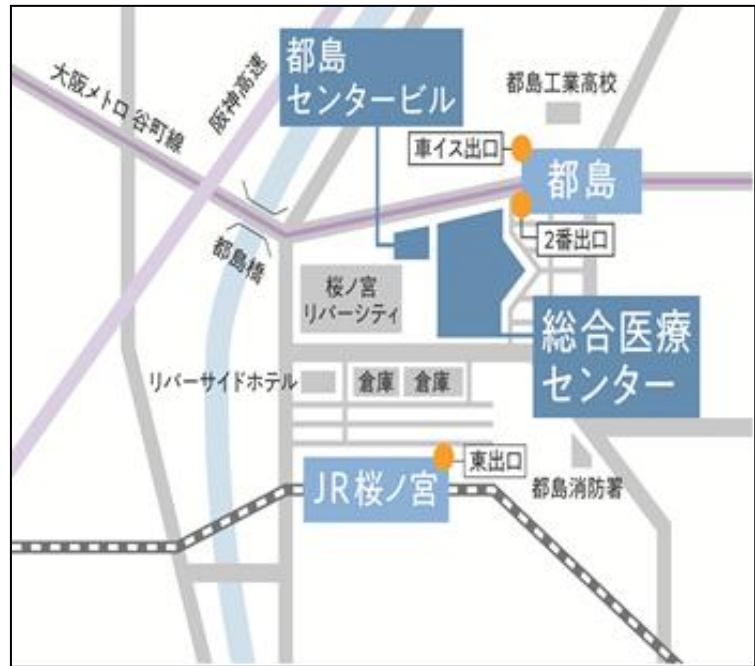 都島
センタービル
都島工業高校
阪神高速
大阪メトロ 谷町線
車イス出口
都島
2番出口
都島橋
桜ノ宮
リバーシティ
総合医療
センター
リバーサイドホテル
倉庫
倉庫
東出口
JR桜ノ宮
都島消防署